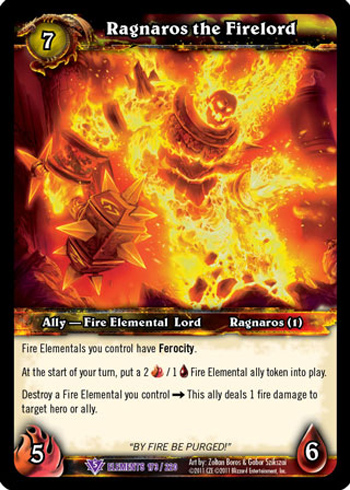 7
Ragnaros the Firelord
Ally — Fire Elemental Lord Ragnaros (1)
Fire Elementals you control have Ferocity.
At the start of your turn, put a 2 / 1 Fire Elemental ally token into play.
Destroy a Fire Elemental you control → This ally deals 1 fire damage to
target hero or ally.
"BY FIRE BE PURGED!"
5
ELEMENTS 179 / 220
Art by: Zoltan Boros & Gabor Szikszai
©2011 CZE ©2011 Blizzard Entertainment, Inc.
6